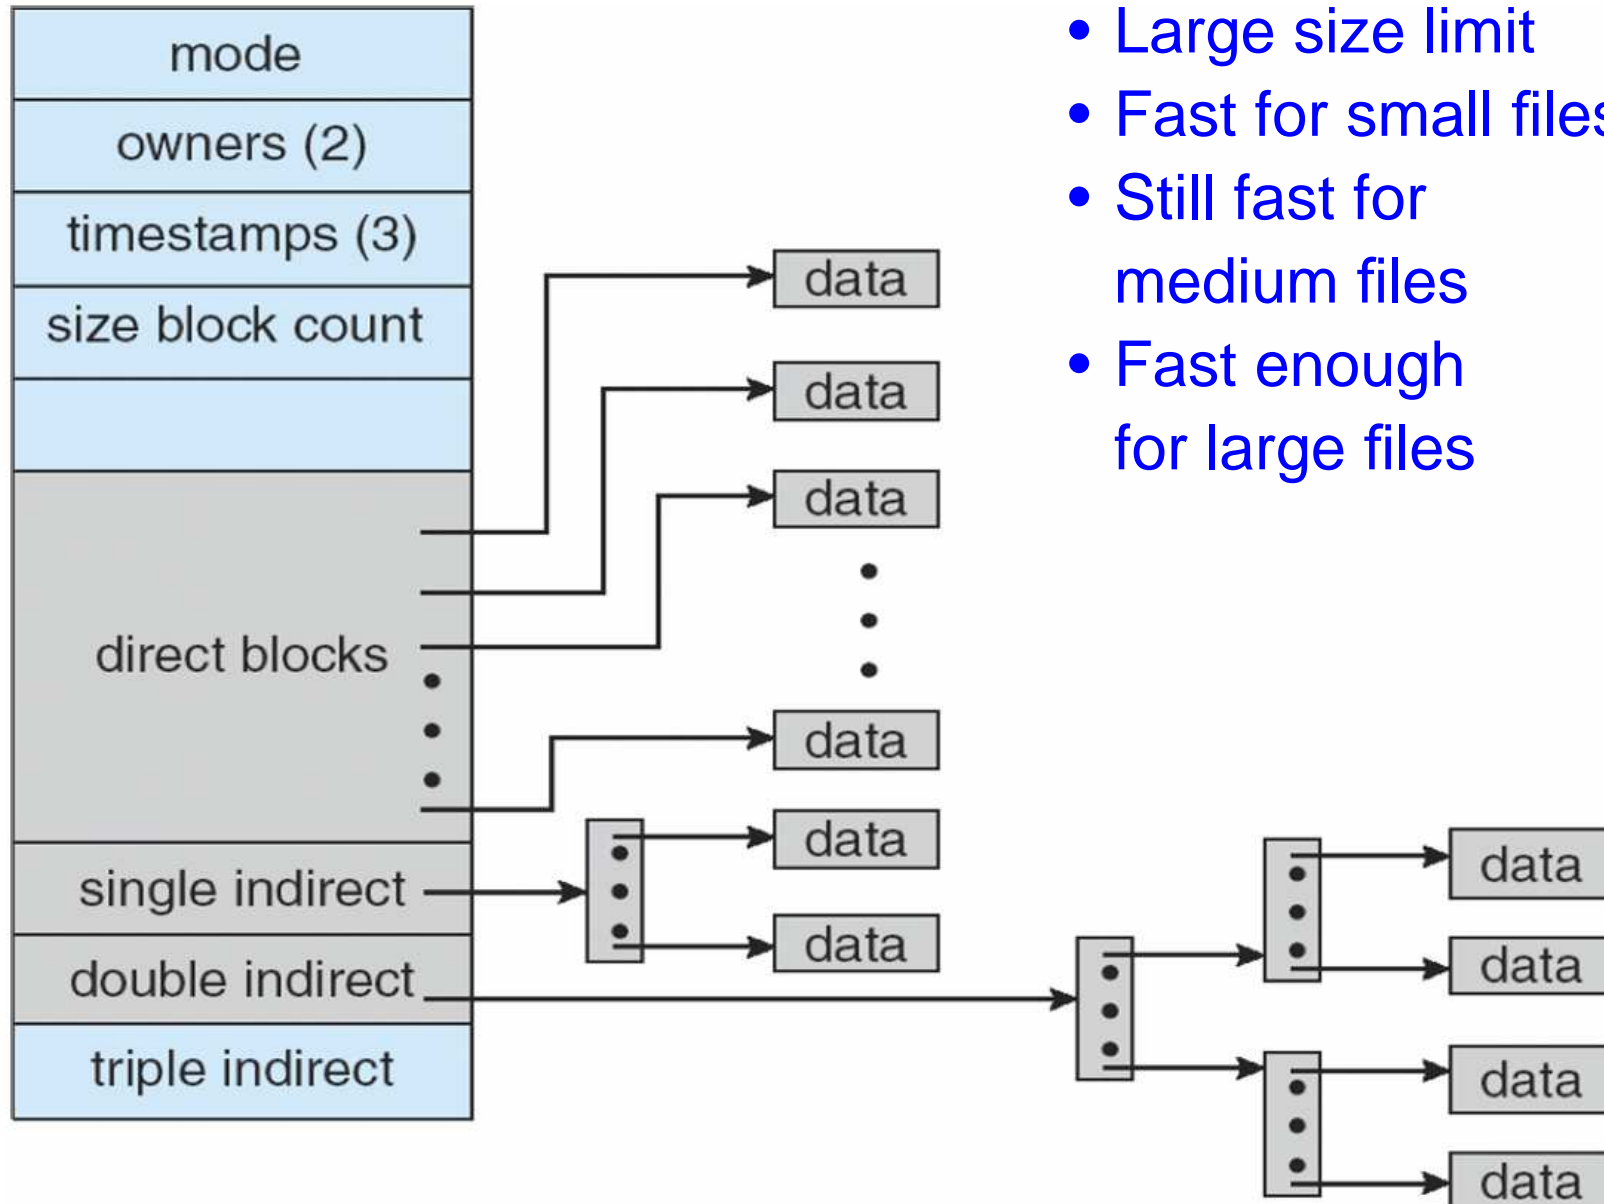 mode
owners (2)
timestamps (3)
size block count
direct blocks
single indirect
double indirect
triple indirect
data
data
data
data
data
data
data
data
data
data
• Large size limit
• Fast for small files
• Still fast for
medium files
• Fast enough
for large files